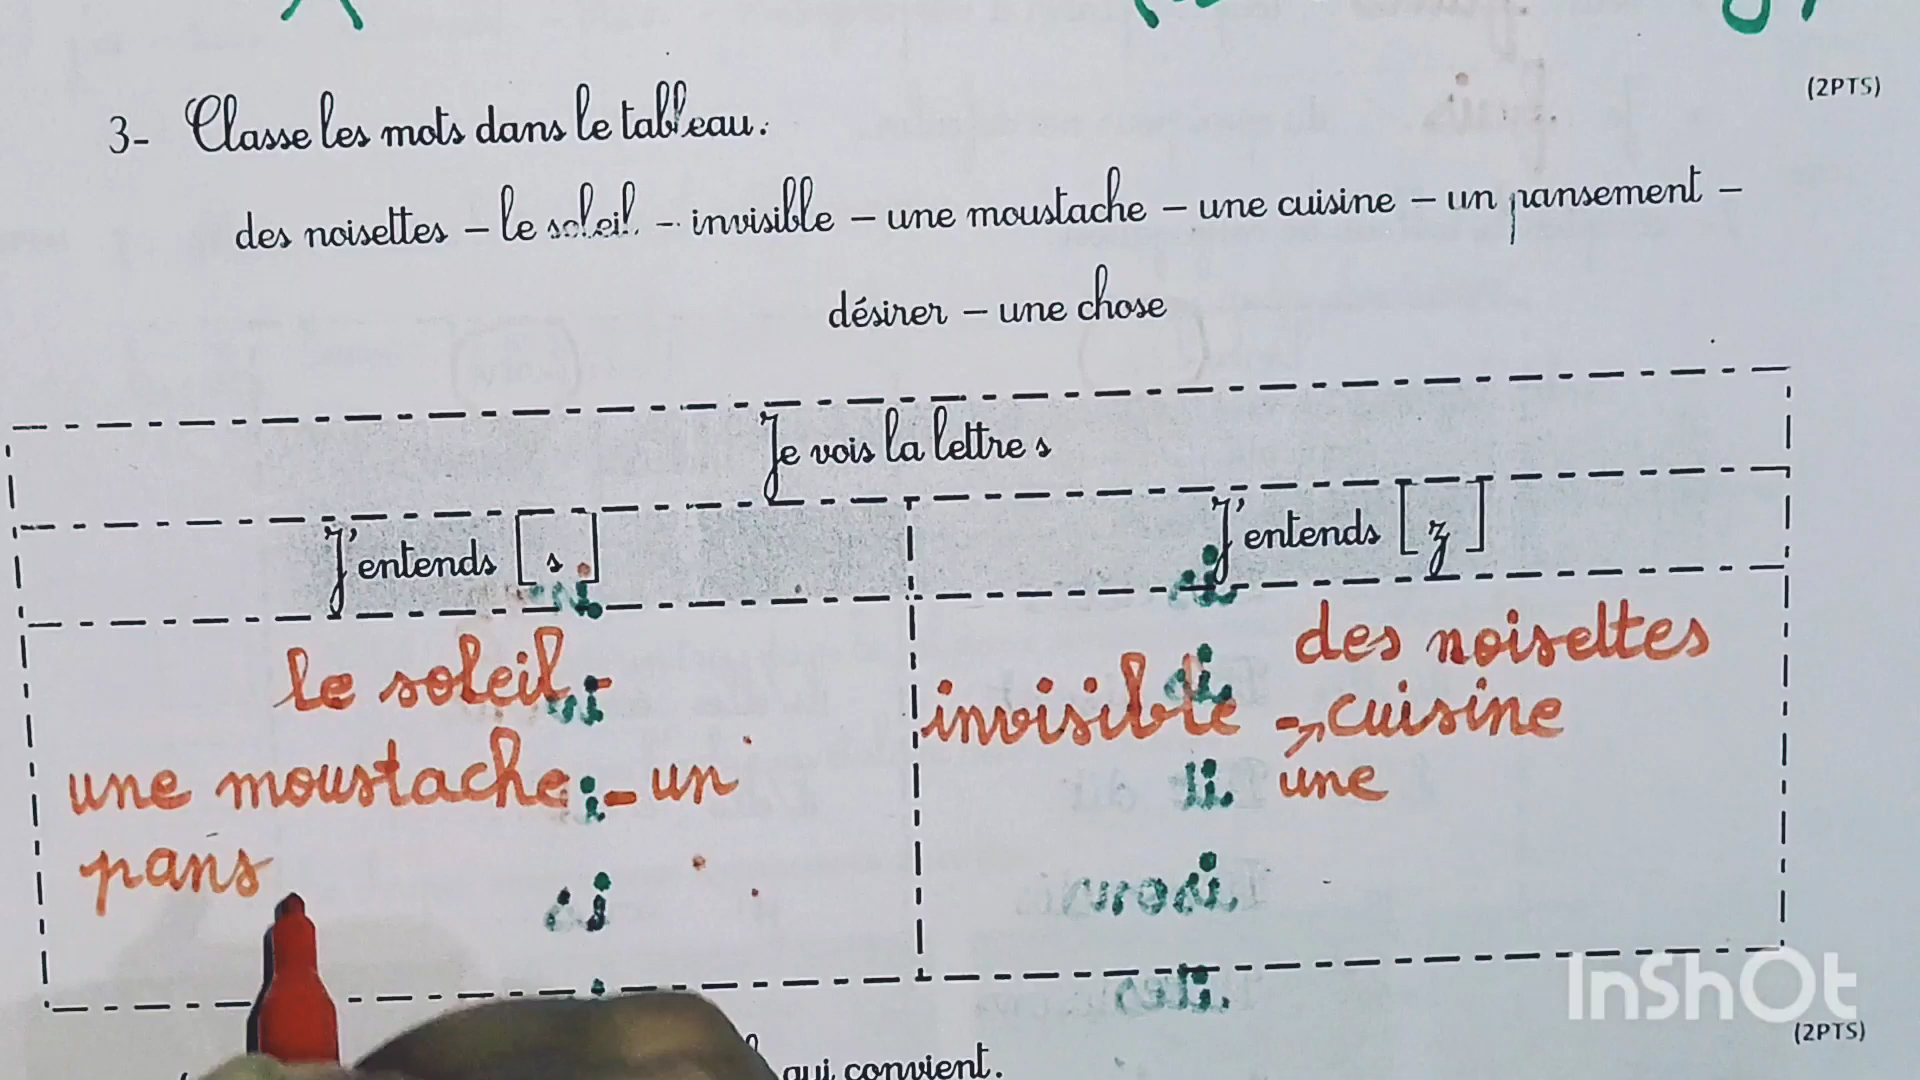 (2PTS)
3- Classe les mots dans le tableau.
des noisettes – le soleil – invisible – une moustache – une cuisine – un pansement –
désirer – une chose
Je vois la lettre s
J'entends [s]
J'entends [z]
le soleil -
une moustache - un
pans
des noisettes
invisible - cuisine
une
InShOt
(2PTS)
qui convient.